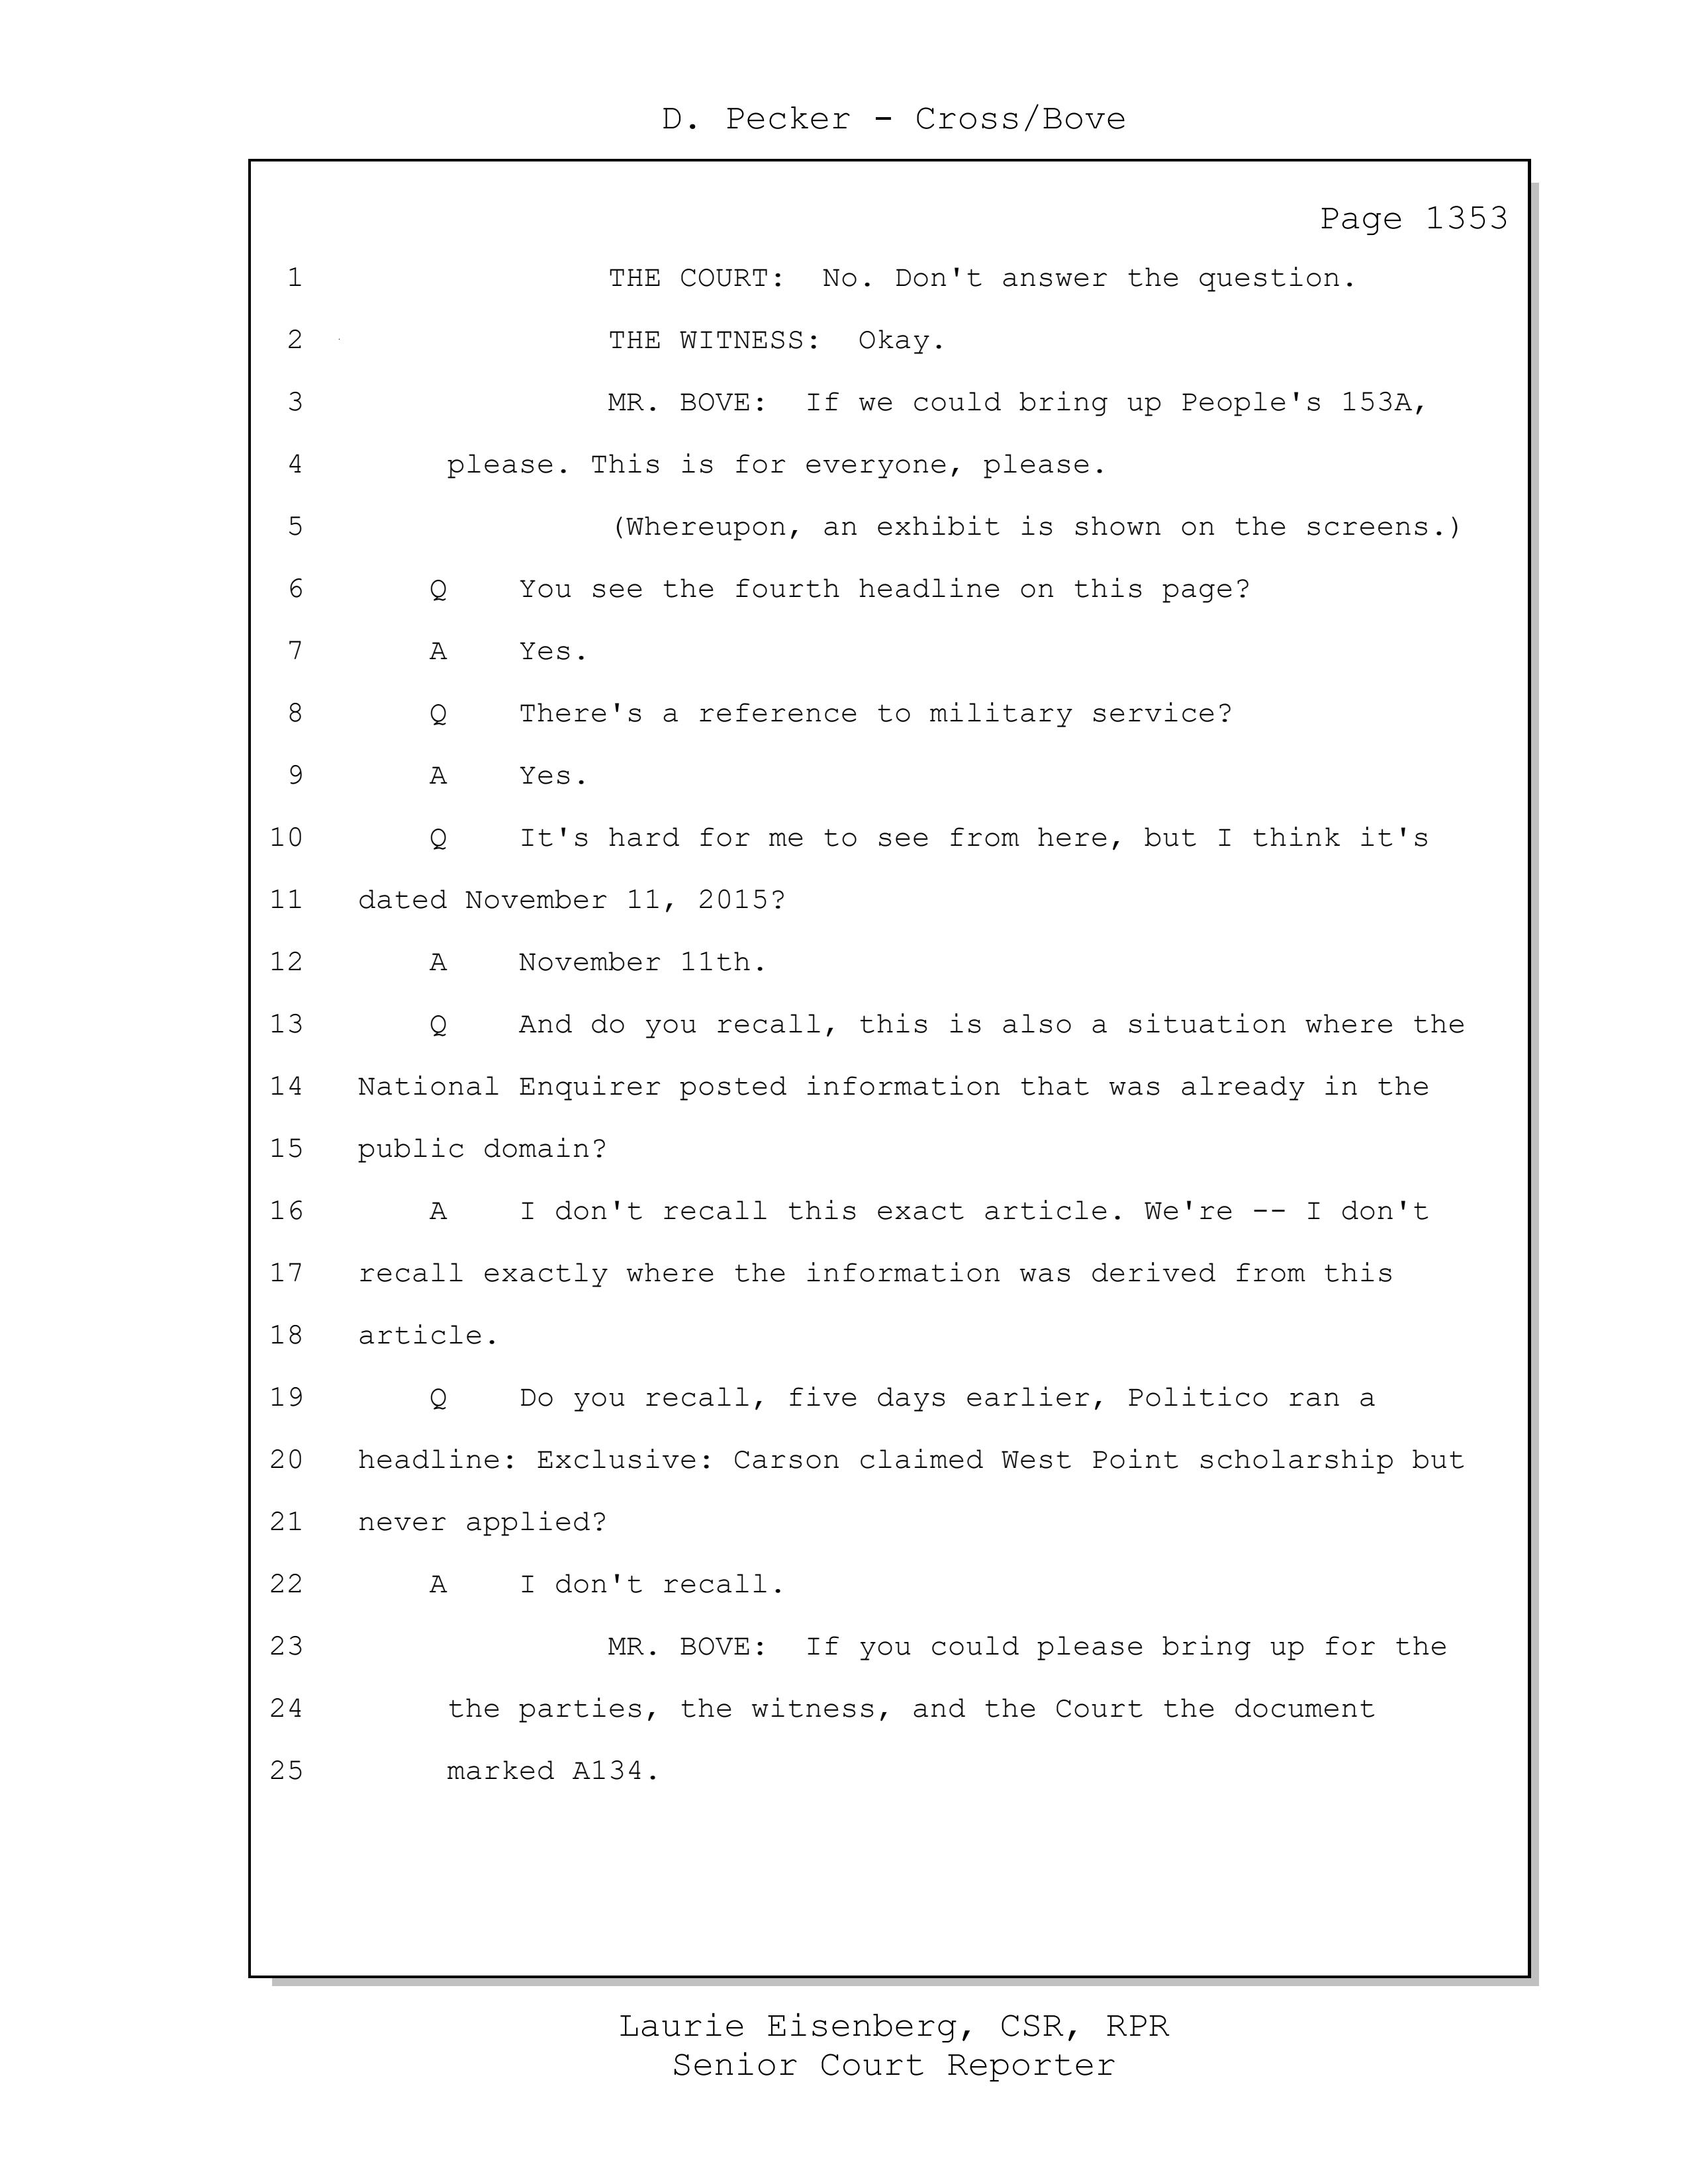 D. Pecker - Cross/Bove
Page 1353
1 THE COURT: No. Don't answer the question.
2 THE WITNESS: Okay.
3 MR. BOVE: If we could bring up People's 153A,
4 please. This is for everyone, please.
5 (Whereupon, an exhibit is shown on the screens.)
6 Q You see the fourth headline on this page?
7 A Yes.
8 Q There's a reference to military service?
9 A Yes.
10 Q It's hard for me to see from here, but I think it's
11 dated November 11, 2015?
12 A November 11th.
13 Q And do you recall, this is also a situation where the
14 National Enquirer posted information that was already in the
15 public domain?
16 A I don't recall this exact article. We're -- I don't
17 recall exactly where the information was derived from this
18 article.
19 Q Do you recall, five days earlier, Politico ran a
20 headline: Exclusive: Carson claimed West Point scholarship but
21 never applied?
22 A I don't recall.
23 MR. BOVE: If you could please bring up for the
24 the parties, the witness, and the Court the document
25 marked A134.
Laurie Eisenberg, CSR, RPR
Senior Court Reporter